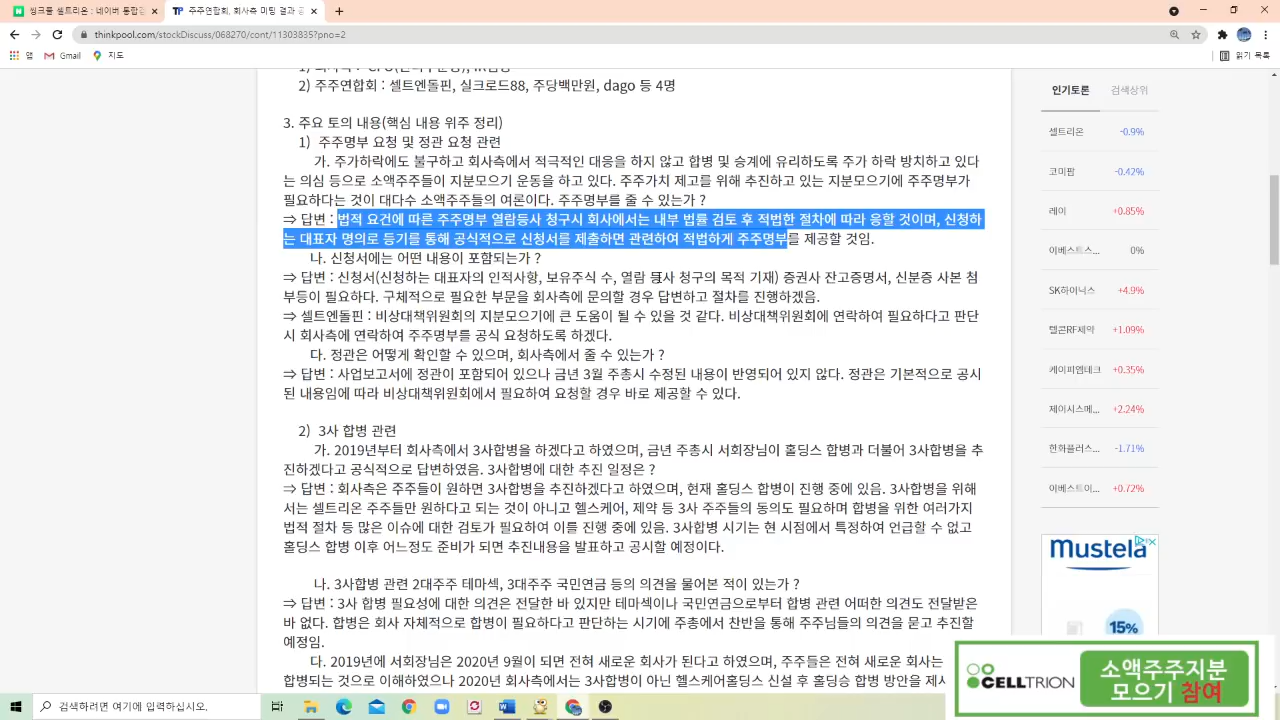 씽크풀 셀트리온 : 네이버 통합검
주주연합회, 회사측 미팅 결과 공
thinkpool.com/stockDiscuss/068270/cont/11303835?pno=2
앱
Gmail
지도
읽기 목록
2) 주주연합회 : 셀트엔돌핀, 실크로드88, 주당백만원, dago 등 4명
3. 주요 토의 내용(핵심 내용 위주 정리)
1) 주주명부 요청 및 정관 요청 관련
가. 주가하락에도 불구하고 회사측에서 적극적인 대응을 하지 않고 합병 및 승계에 유리하도록 주가 하락 방치하고 있다
는 의심 등으로 소액주주들이 지분모으기 운동을 하고 있다. 주주가치 제고를 위해 추진하고 있는 지분모으기에 주주명부가
필요하다는 것이 대다수 소액주주들의 여론이다. 주주명부를 줄 수 있는가 ?
⇒ 답변 : 법적 요건에 따른 주주명부 열람등사 청구시 회사에서는 내부 법률 검토 후 적법한 절차에 따라 응할 것이며, 신청하
는 대표자 명의로 등기를 통해 공식적으로 신청서를 제출하면 관련하여 적법하게 주주명부를 제공할 것임.
나. 신청서에는 어떤 내용이 포함되는가 ?
⇒ 답변 : 신청서(신청하는 대표자의 인적사항, 보유주식 수, 열람 등사 청구의 목적 기재) 증권사 잔고증명서, 신분증 사본 첨
부등이 필요하다. 구체적으로 필요한 부문을 회사측에 문의할 경우 답변하고 절차를 진행하겠음.
⇒ 셀트엔돌핀 : 비상대책위원회의 지분모으기에 큰 도움이 될 수 있을 것 같다. 비상대책위원회에 연락하여 필요하다고 판단
시 회사측에 연락하여 주주명부를 공식 요청하도록 하겠다.
다. 정관은 어떻게 확인할 수 있으며, 회사측에서 줄 수 있는가 ?
⇒ 답변 : 사업보고서에 정관이 포함되어 있으나 금년 3월 주총시 수정된 내용이 반영되어 있지 않다. 정관은 기본적으로 공시
된 내용임에 따라 비상대책위원회에서 필요하여 요청할 경우 바로 제공할 수 있다.
2) 3사 합병 관련
가. 2019년부터 회사측에서 3사합병을 하겠다고 하였으며, 금년 주총시 서회장님이 홀딩스 합병과 더불어 3사합병을 추
진하겠다고 공식적으로 답변하였음. 3사합병에 대한 추진 일정은 ?
⇒ 답변 : 회사측은 주주들이 원하면 3사합병을 추진하겠다고 하였으며, 현재 홀딩스 합병이 진행 중에 있음. 3사합병을 위해
서는 셀트리온 주주들만 원하다고 되는 것이 아니고 헬스케어, 제약 등 3사 주주들의 동의도 필요하며 합병을 위한 여러가지
법적 절차 등 많은 이슈에 대한 검토가 필요하여 이를 진행 중에 있음. 3사합병 시기는 현 시점에서 특정하여 언급할 수 없고
홀딩스 합병 이후 어느정도 준비가 되면 추진내용을 발표하고 공시할 예정이다.
나. 3사합병 관련 2대주주 테마섹, 3대주주 국민연금 등의 의견을 물어본 적이 있는가 ?
⇒ 답변 : 3사 합병 필요성에 대한 의견은 전달한 바 있지만 테마섹이나 국민연금으로부터 합병 관련 어떠한 의견도 전달받은
바 없다. 합병은 회사 자체적으로 합병이 필요하다고 판단하는 시기에 주총에서 찬반을 통해 주주님들의 의견을 묻고 추진할
예정임.
다. 2019년에 서회장님은 2020년 9월이 되면 전혀 새로운 회사가 된다고 하였으며, 주주들은 전혀 새로운 회사는
합병되는 것으로 이해하였으나 2020년 회사측에서는 3사합병이 아닌 헬스케어홀딩스 신설 후 홀딩승 합병 방안을 제시
인기토론 검색상위
셀트리온 -0.9%
코미팜 -0.42%
레이 +0.85%
이베스트스... 0%
SK하이닉스 +4.9%
텔콘RF제약 +1.09%
케이피엠테크 +0.35%
제이시스메... +2.24%
한화플러스... -1.71%
이베스트이... +0.72%
Mustela
15%
CELLTRION
소액주주지분
모으기 참여
검색하려면 여기에 입력하십시오.